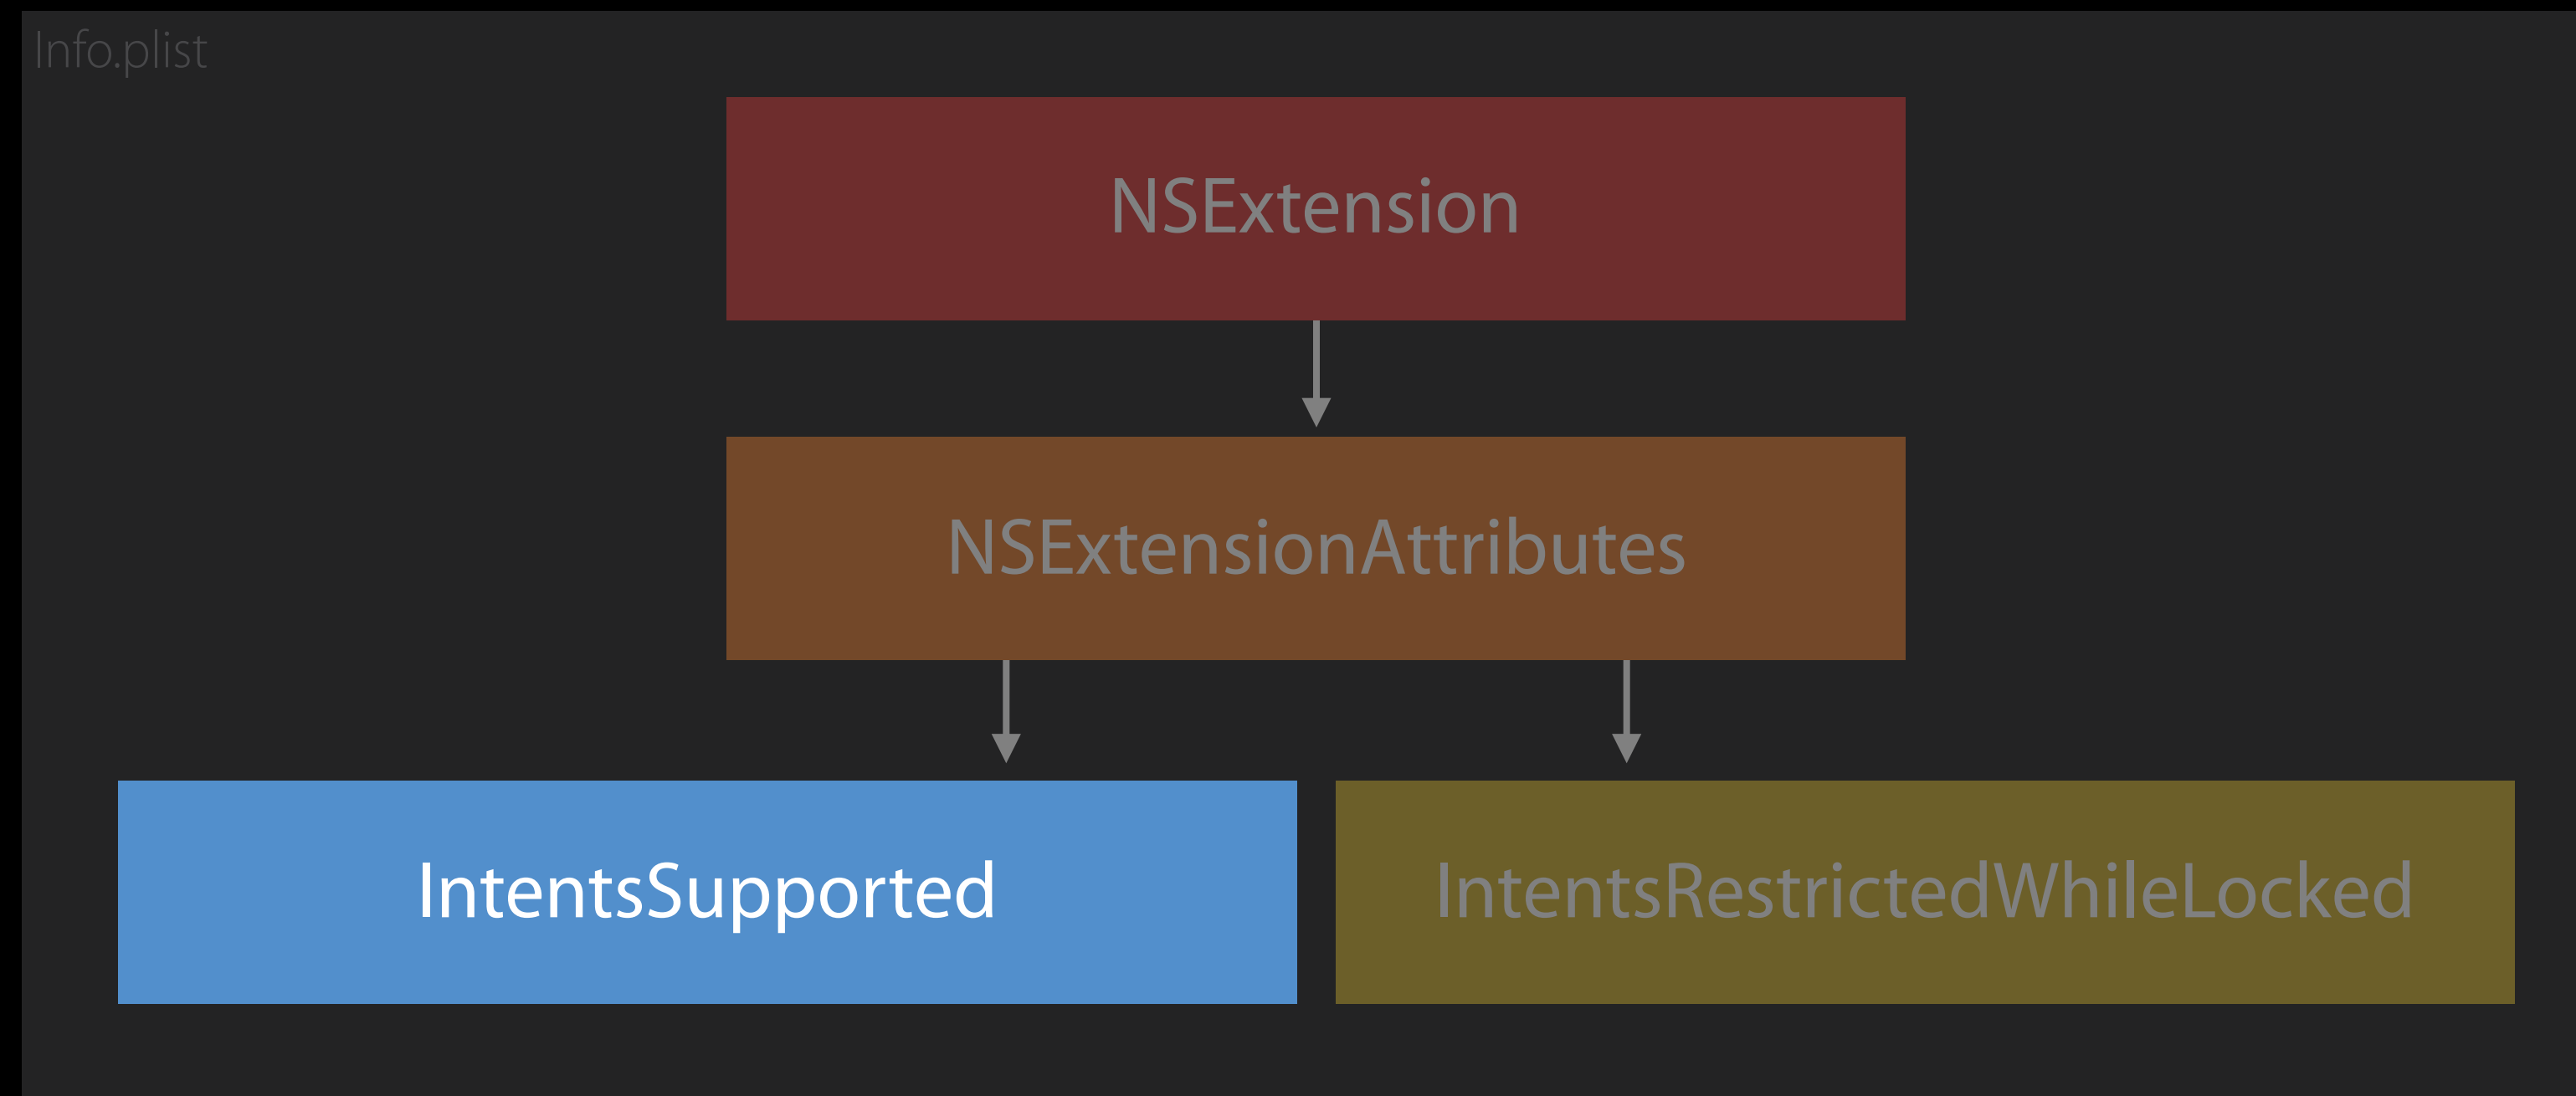 Info.plist
NSExtension
NSExtensionAttributes
IntentsSupported
IntentsRestrictedWhileLocked